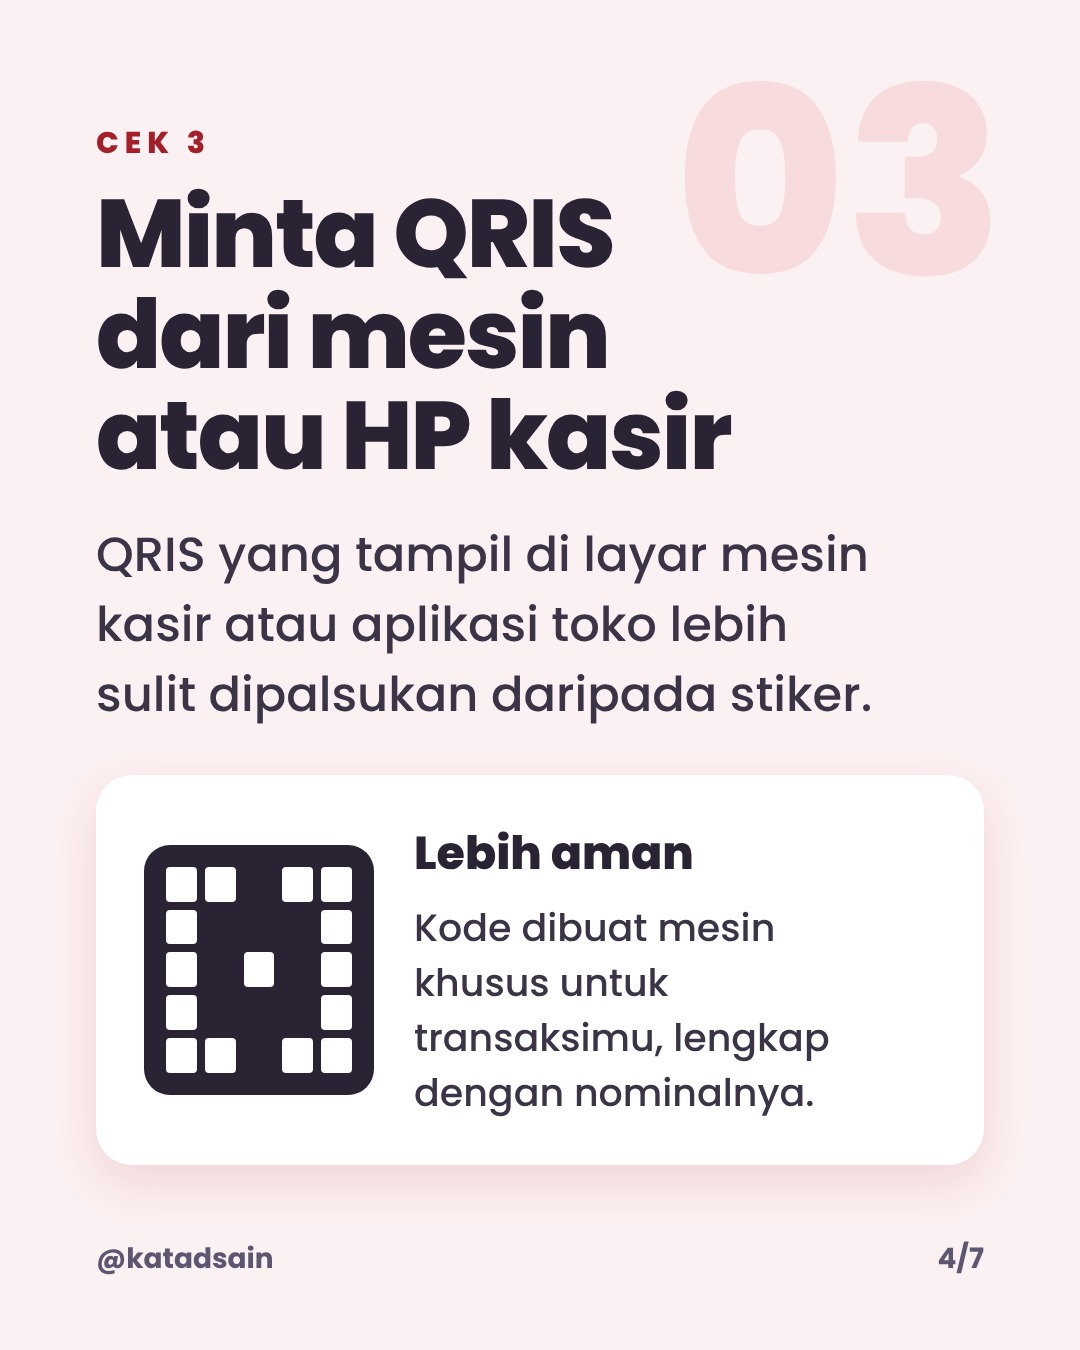 03
CEK 3
Minta QRIS
dari mesin
atau HP kasir
QRIS yang tampil di layar mesin
kasir atau aplikasi toko lebih
sulit dipalsukan daripada stiker.
Lebih aman
Kode dibuat mesin
khusus untuk
transaksimu, lengkap
dengan nominalnya.
@katadsain
4/7